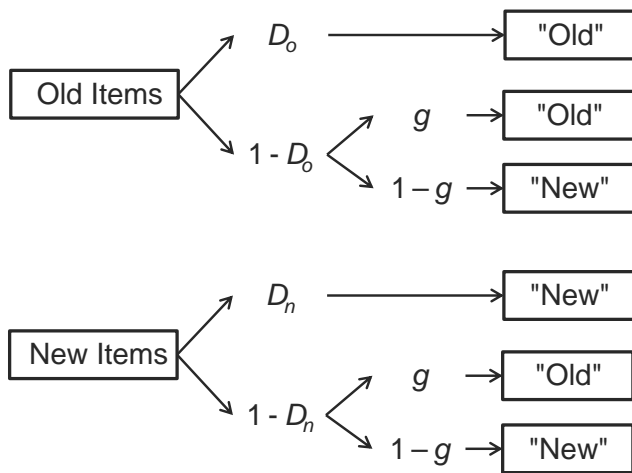 D_o
"Old"
Old Items
g
"Old"
1 - D_o
1 – g
"New"
D_n
"New"
New Items
g
"Old"
1 - D_n
1 – g
"New"